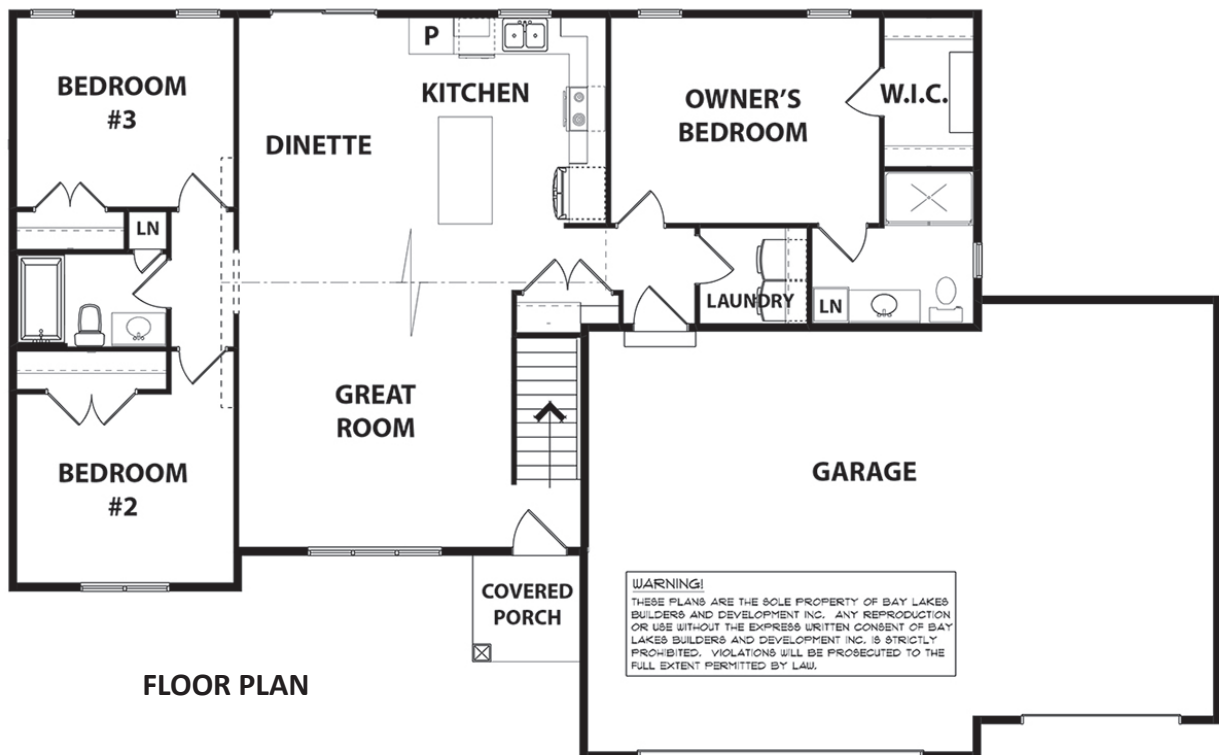 BEDROOM
#3
DINETTE
P
KITCHEN
OWNER'S
BEDROOM
W.I.C.
LN
LAUNDRY
LN
GREAT
ROOM
BEDROOM
#2
GARAGE
COVERED
PORCH
WARNING!
THESE PLANS ARE THE SOLE PROPERTY OF BAY LAKES
BUILDERS AND DEVELOPMENT INC. ANY REPRODUCTION
OR USE WITHOUT THE EXPRESS WRITTEN CONSENT OF BAY
LAKES BUILDERS AND DEVELOPMENT INC. IS STRICTLY
PROHIBITED. VIOLATIONS WILL BE PROSECUTED TO THE
FULL EXTENT PERMITTED BY LAW.
FLOOR PLAN